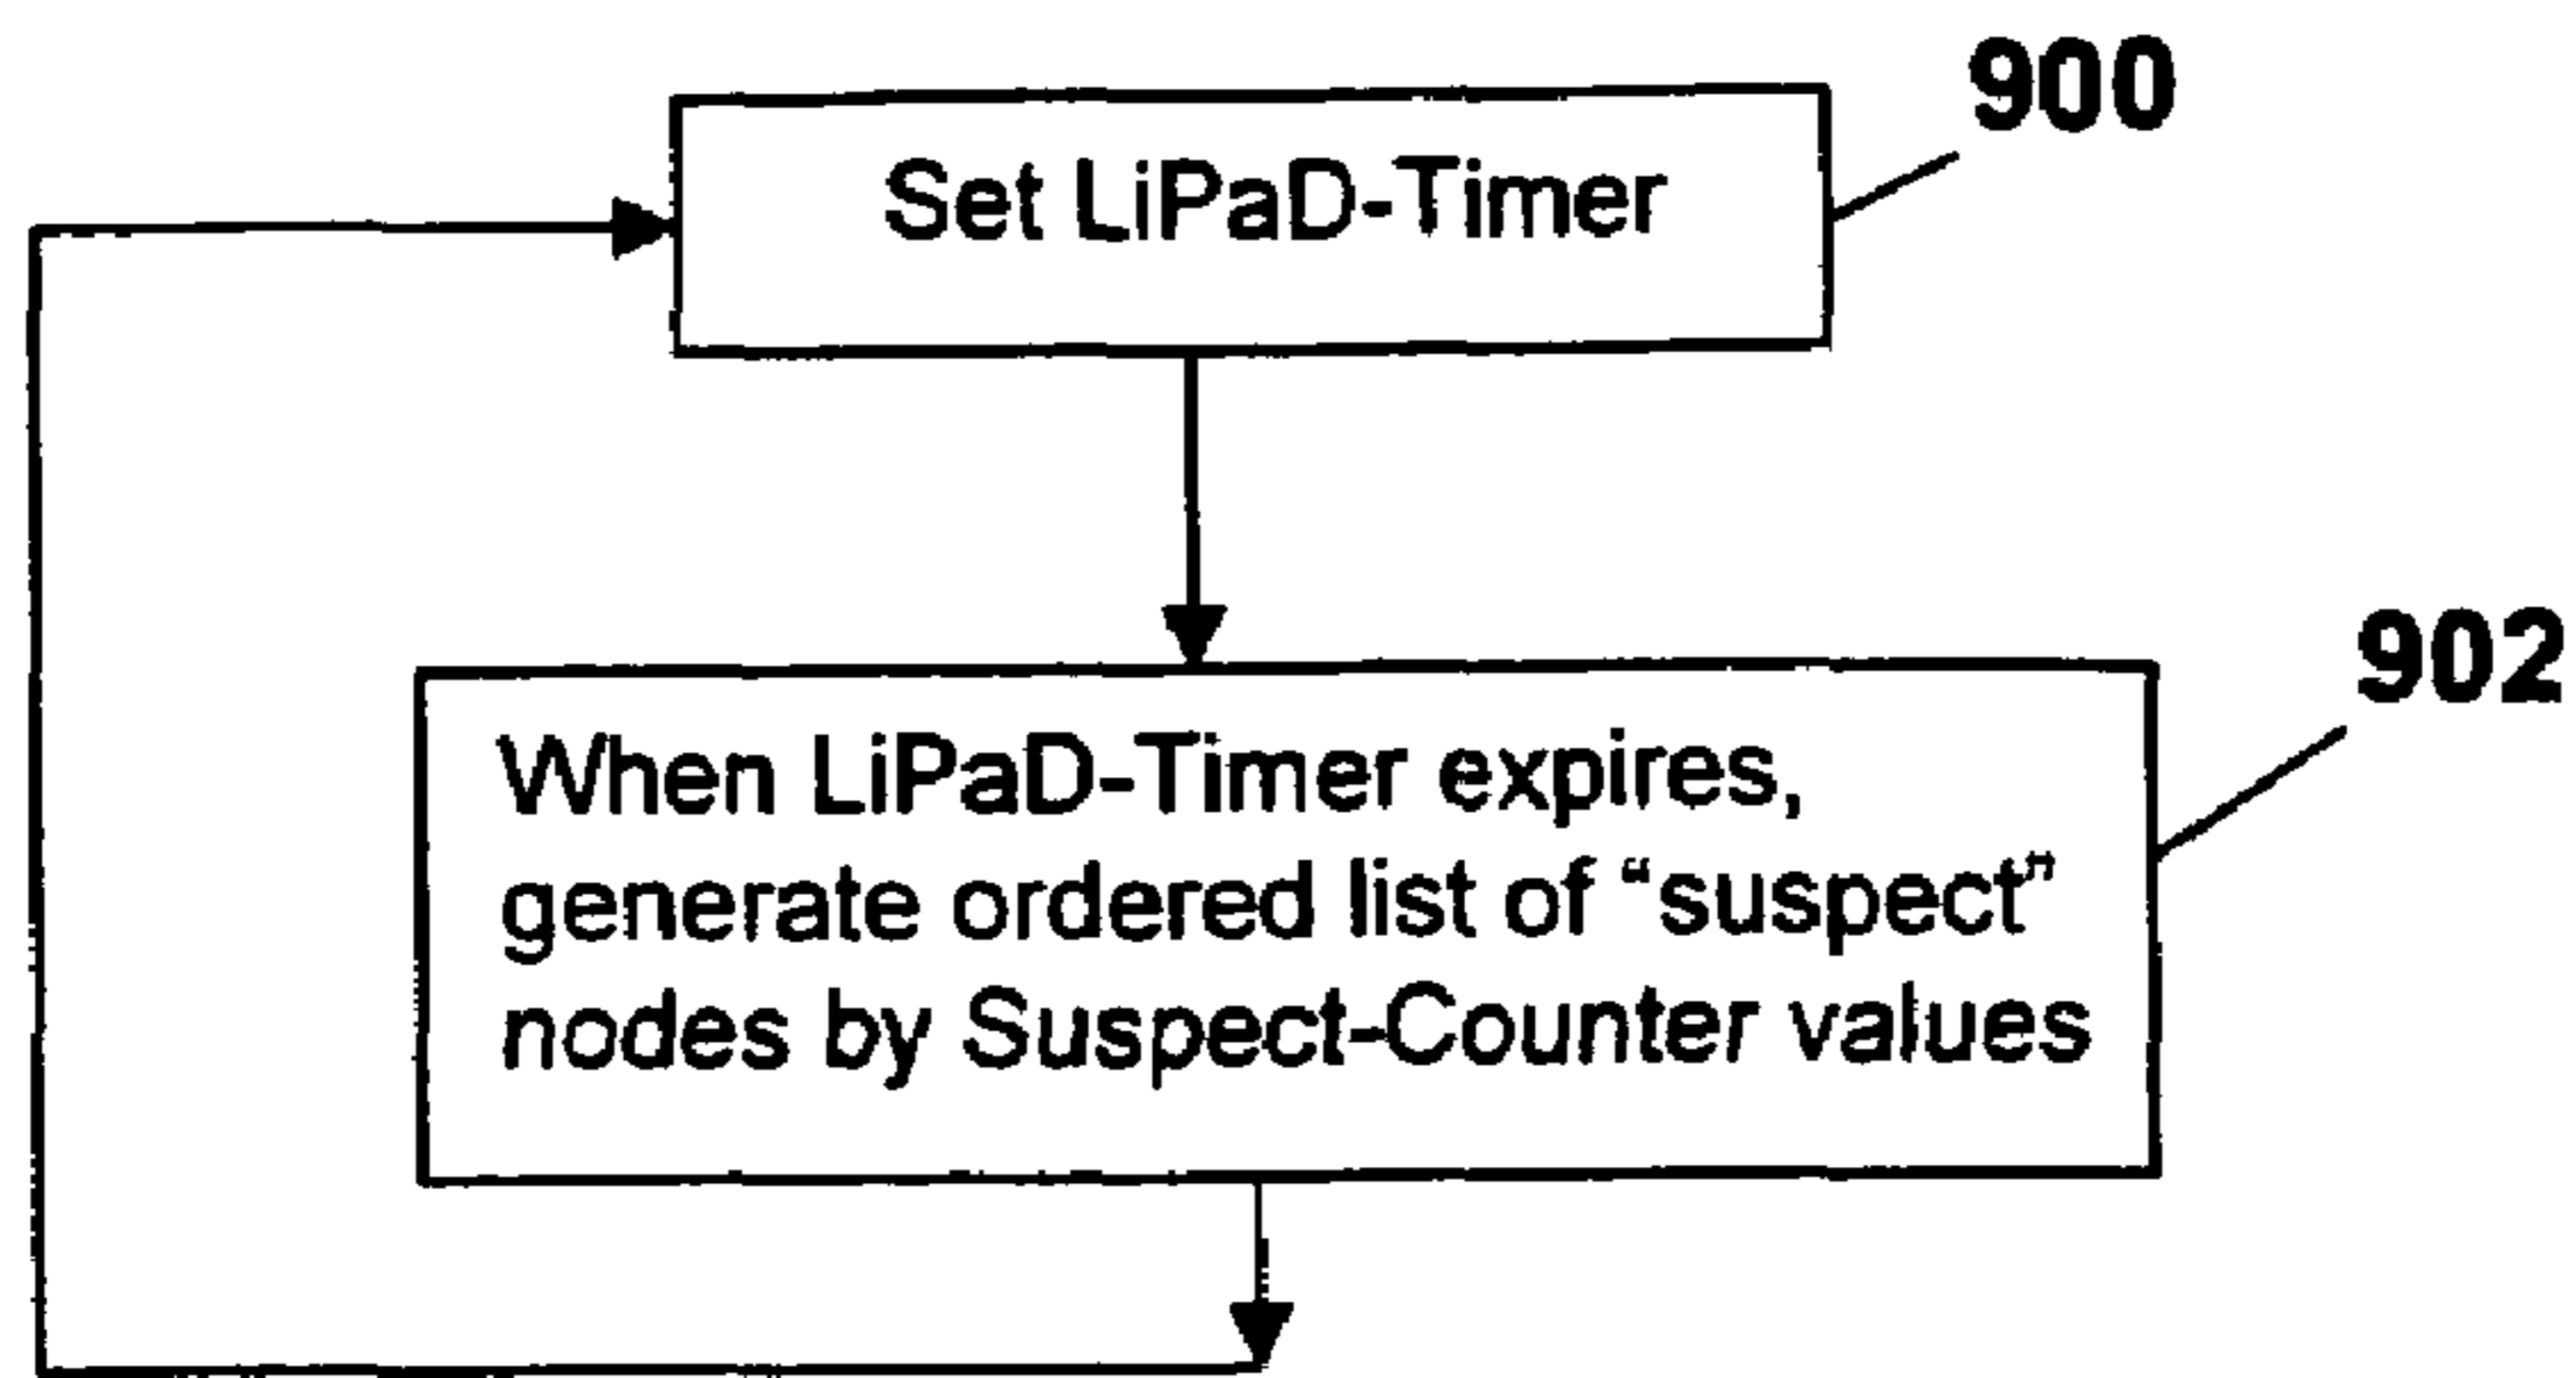 900
Set LiPaD-Timer
902
When LiPaD-Timer expires,
generate ordered list of “suspect”
nodes by Suspect-Counter values